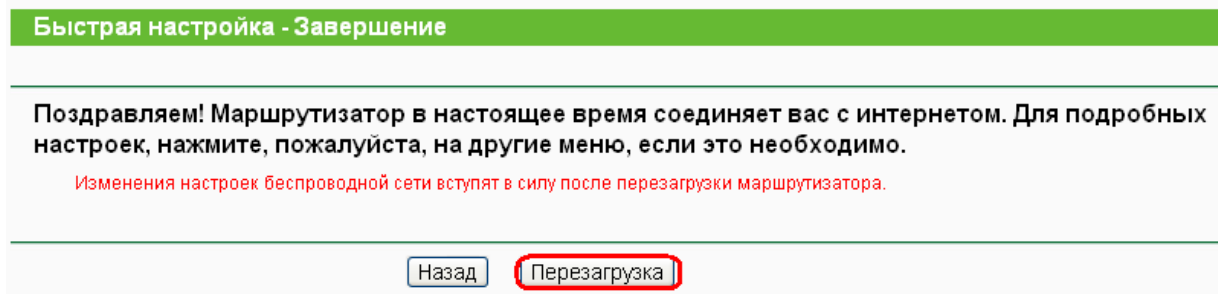 Быстрая настройка - Завершение
Поздравляем! Маршрутизатор в настоящее время соединяет вас с интернетом. Для подробных
настроек, нажмите, пожалуйста, на другие меню, если это необходимо.
Изменения настроек беспроводной сети вступят в силу после перезагрузки маршрутизатора.
Назад Перезагрузка